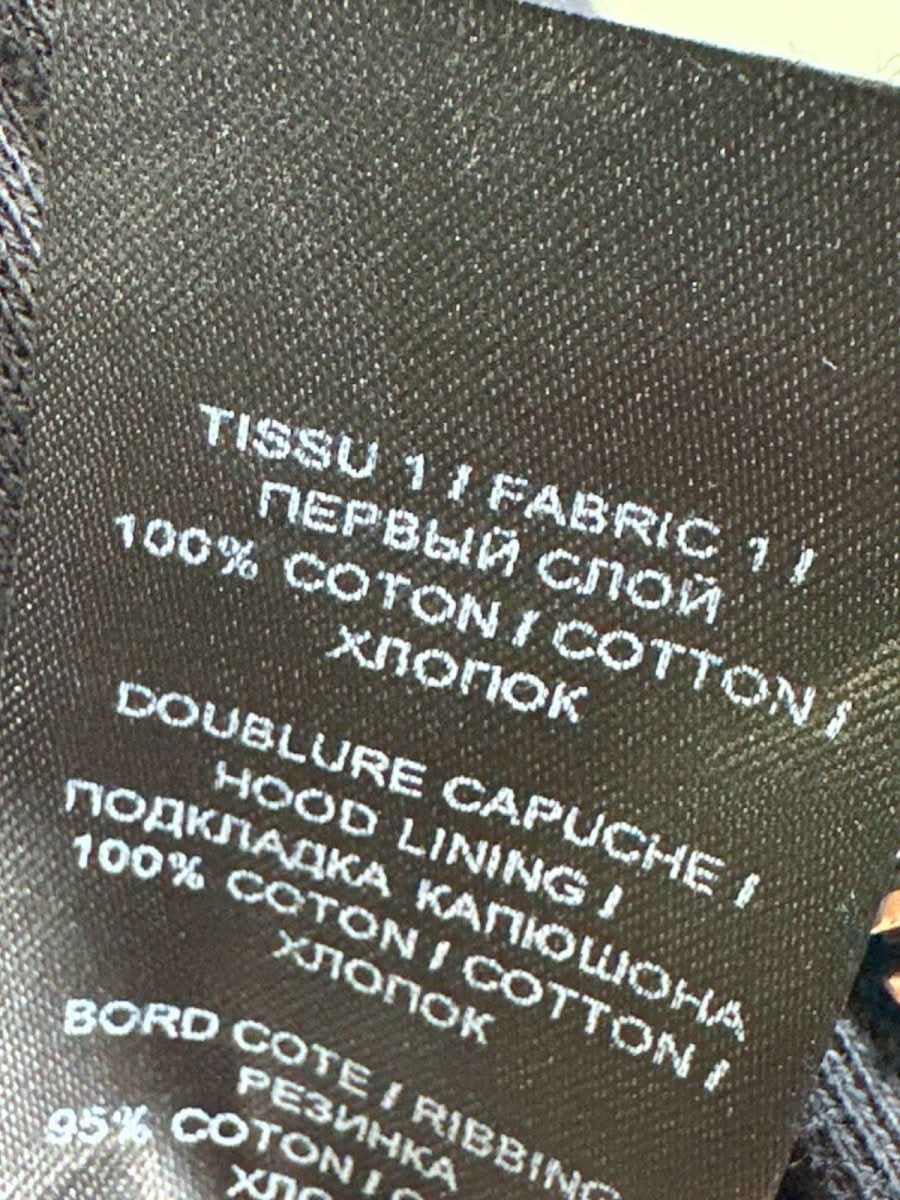 TISSU 1 / FABRIC 1 /
ПЕРВЫЙ СЛОЙ
100% COTON / COTTON /
ХЛОПОК
DOUBLURE CAPUCHE /
HOOD LINING /
ПОДКЛАДКА КАПЮШОНА
100% COTON / COTTON /
ХЛОПОК
BORD COTE / RIBBING
РЕЗИНКА
95% COTON /